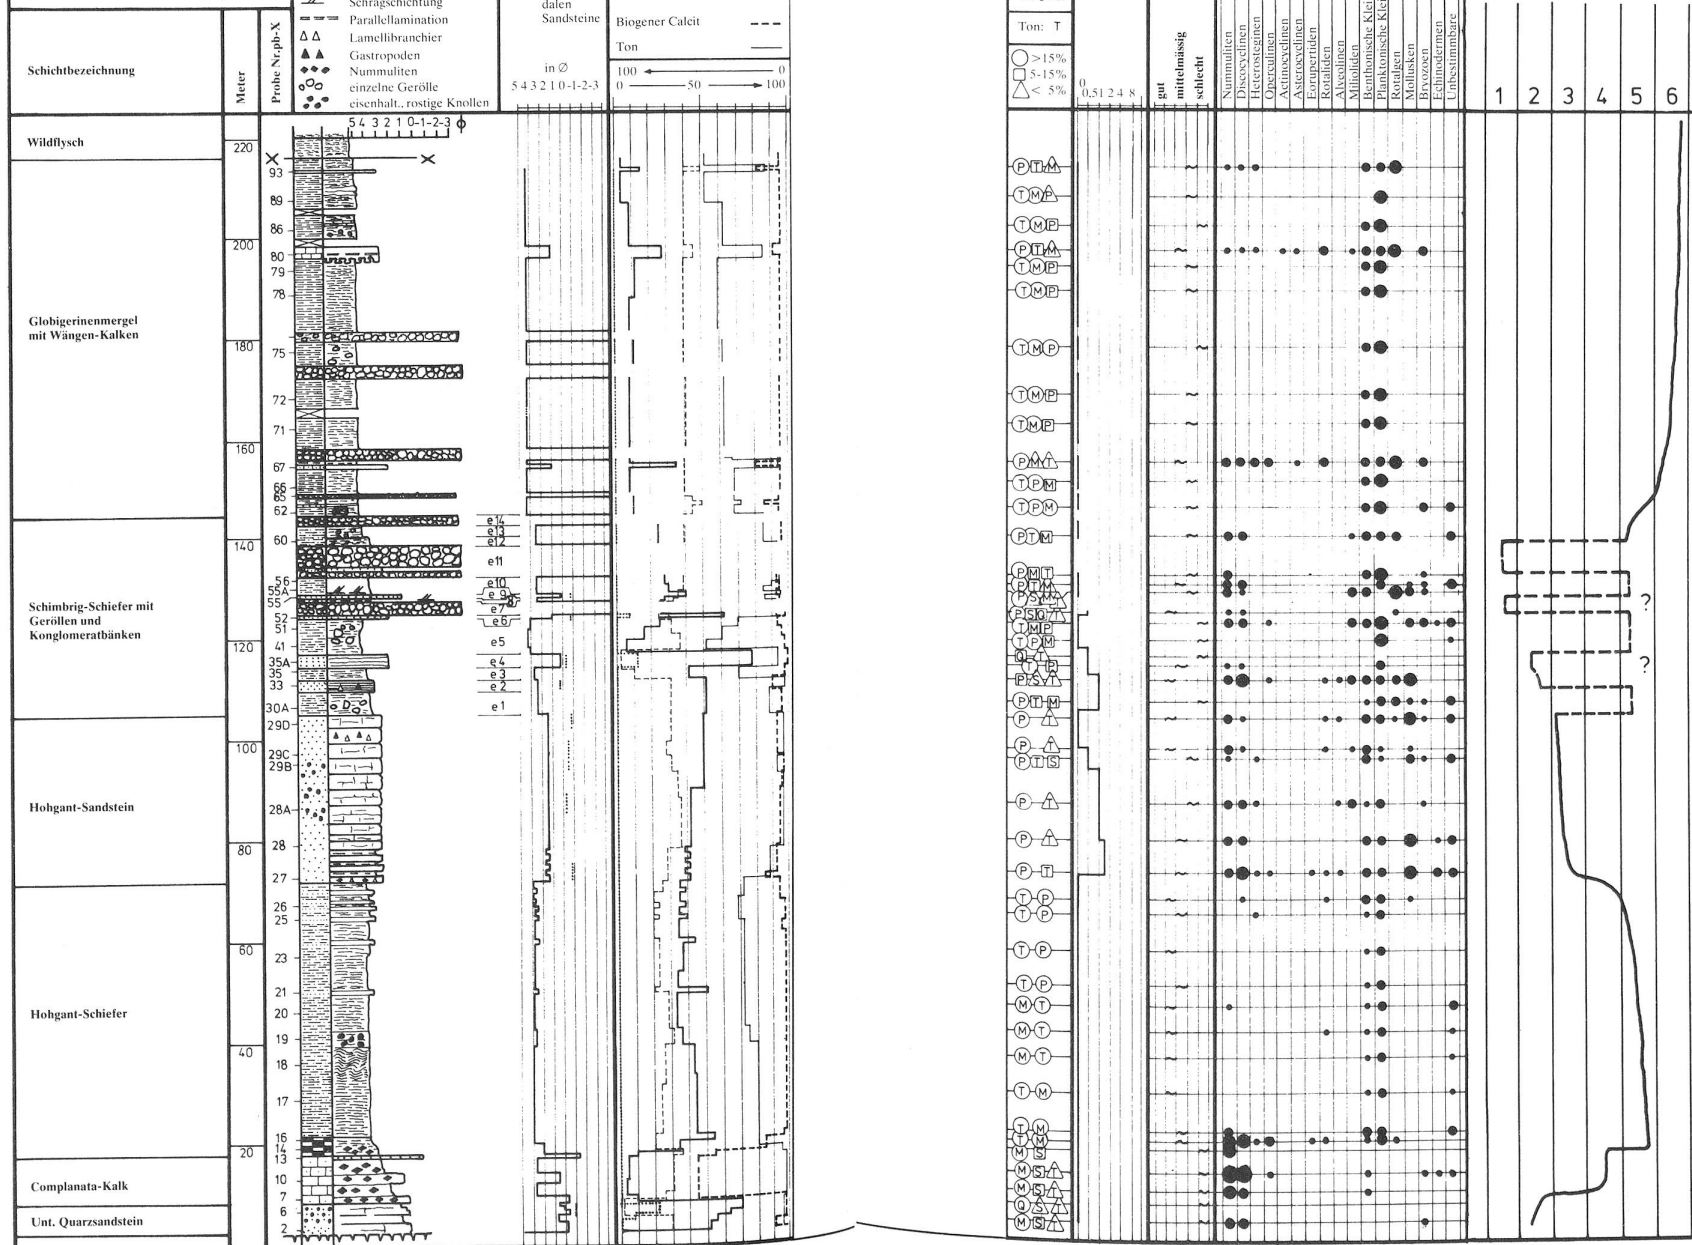 Schrägschichtung
Parallellamination
Lamellibranchier
Gastropoden
Nummuliten
einzelne Gerölle
eisenhalt., rostige Knollen
Schichtbezeichnung
Meter
Probe Nr.pb-X
dalen
Sandsteine
in Ø
5 4 3 2 1 0 -1 -2 -3
Biogener Calcit
Ton
100 0
0 50 100
Ton: T
>15%
5-15%
< 5%
0
0.5 1 2 4 8
gut
mittelmässig
schlecht
Nummuliten
Discocyclinen
Heterosteginen
Operculinen
Actinocyclinen
Asterocyclinen
Eorupertiden
Rotaliden
Alveolinen
Milioliden
Benthonische Klei
Planktonische Klei
Rotalgen
Mollusken
Bryozoen
Echinodermen
Unbestimmbare
1 2 3 4 5 6
5 4 3 2 1 0-1-2-3 ϕ
Wildflysch
Globigerinenmergel
mit Wängen-Kalken
Schimbrig-Schiefer mit
Geröllen und
Konglomeratbänken
Hohgant-Sandstein
Hohgant-Schiefer
Complanata-Kalk
Unt. Quarzsandstein
220
200
180
160
140
120
100
80
60
40
20
X X
93
89
86
80
79
78
75
72
71
67
66
65
62
60
56
55A
55
52
51
41
35A
35
33
30A
29D
29C
29B
28A
28
27
26
25
23
21
20
19
18
17
16
14
13
10
7
6
2
e14
e13
e12
e11
e10
e9
e7
e6
e5
e4
e3
e2
e1
P T M
T M P
T M P
P T M
T M P
T M P
T M P
T M P
T M P
P M T
T P M
T P M
P T M
P M T
P T M
P S Q T
T M P
T P M
Q T
T P
P S T
P T M
P T
P T
P T S
P T
P T
P T
T P
T P
T P
T P
M T
M T
M T
T M
T M
T M
M S
M S T
M S T
Q S T
M S T
?
?